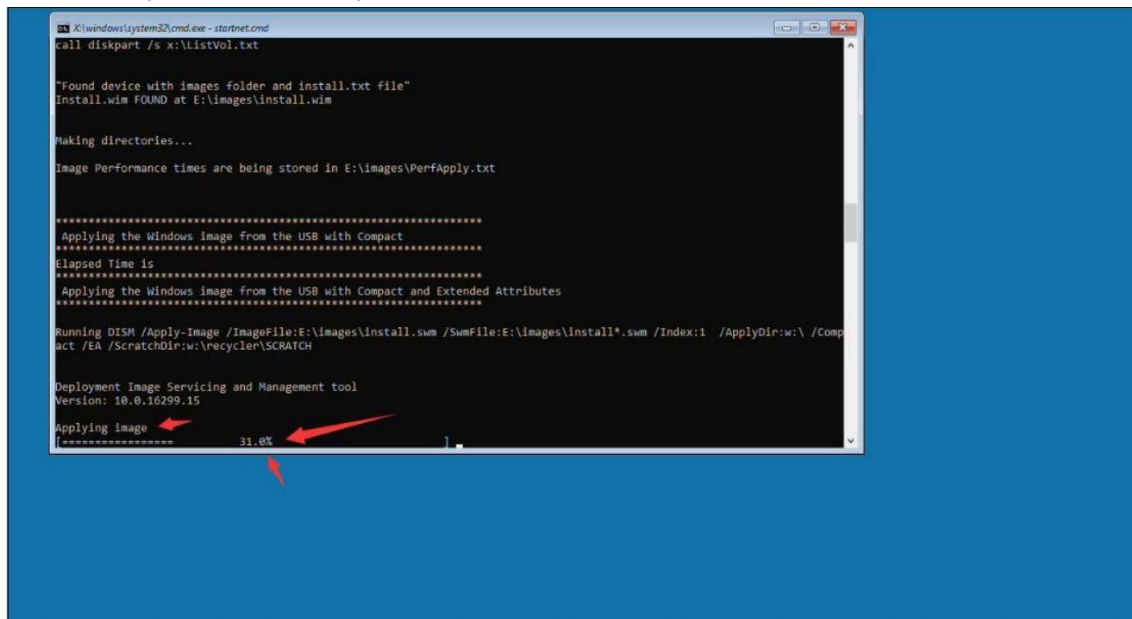 X:\windows\system32\cmd.exe - startnet.cmd
call diskpart /s x:\ListVol.txt
"Found device with images folder and install.txt file"
Install.wim FOUND at E:\images\install.wim
Making directories...
Image Performance times are being stored in E:\images\PerfApply.txt
*****************************************************************
Applying the Windows image from the USB with Compact
*****************************************************************
Elapsed Time is
*****************************************************************
Applying the Windows image from the USB with Compact and Extended Attributes
*****************************************************************
Running DISM /Apply-Image /ImageFile:E:\images\install.swm /SwmFile:E:\images\install*.swm /Index:1  /ApplyDir:w:\ /Comp
act /EA /ScratchDir:w:\recycler\SCRATCH
Deployment Image Servicing and Management tool
Version: 10.0.16299.15
Applying image
[=================          31.0%                          ]